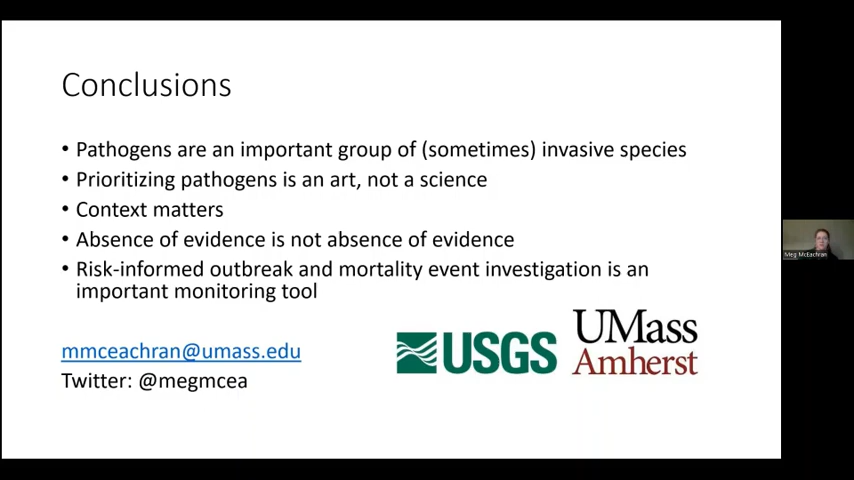 Conclusions
• Pathogens are an important group of (sometimes) invasive species
• Prioritizing pathogens is an art, not a science
• Context matters
• Absence of evidence is not absence of evidence
• Risk-informed outbreak and mortality event investigation is an
important monitoring tool
mmceachran@umass.edu
Twitter: @megmcea
USGS
UMass
Amherst
Meg McEachran